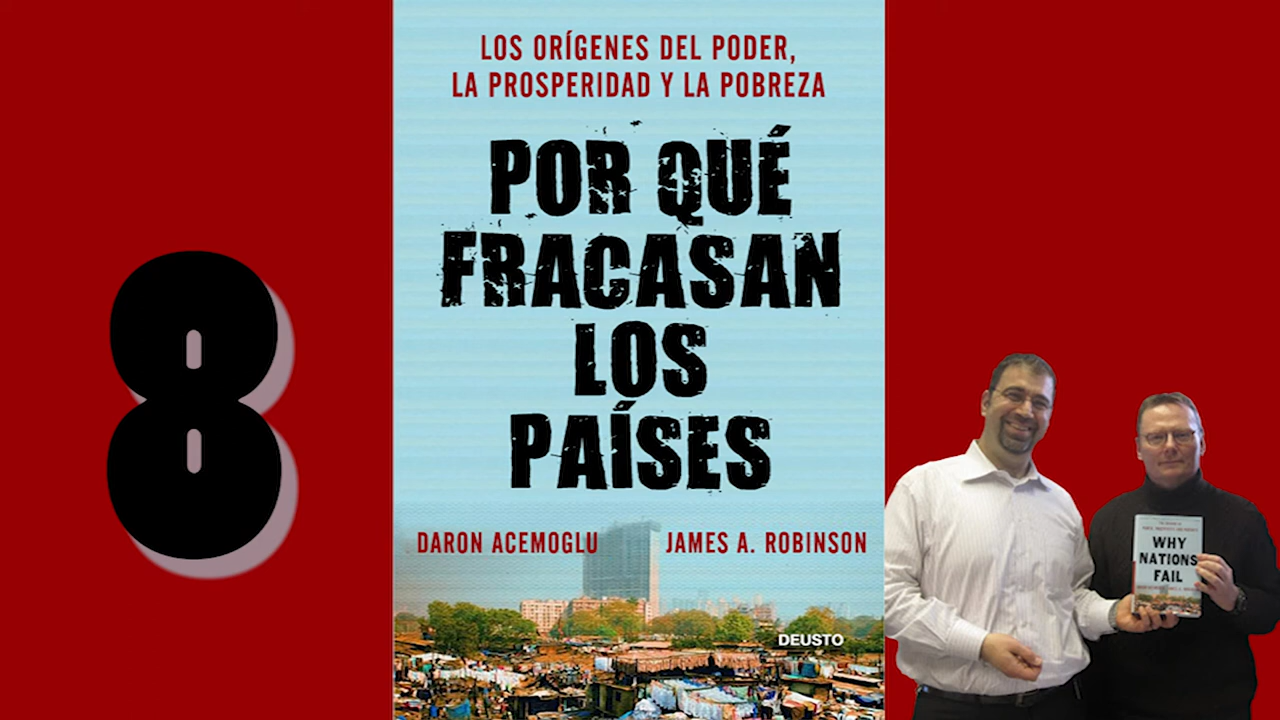 8
LOS ORÍGENES DEL PODER,
LA PROSPERIDAD Y LA POBREZA
POR QUÉ
FRACASAN
LOS
PAÍSES
DARON ACEMOGLU
JAMES A. ROBINSON
DEUSTO
WHY
NATIONS
FAIL